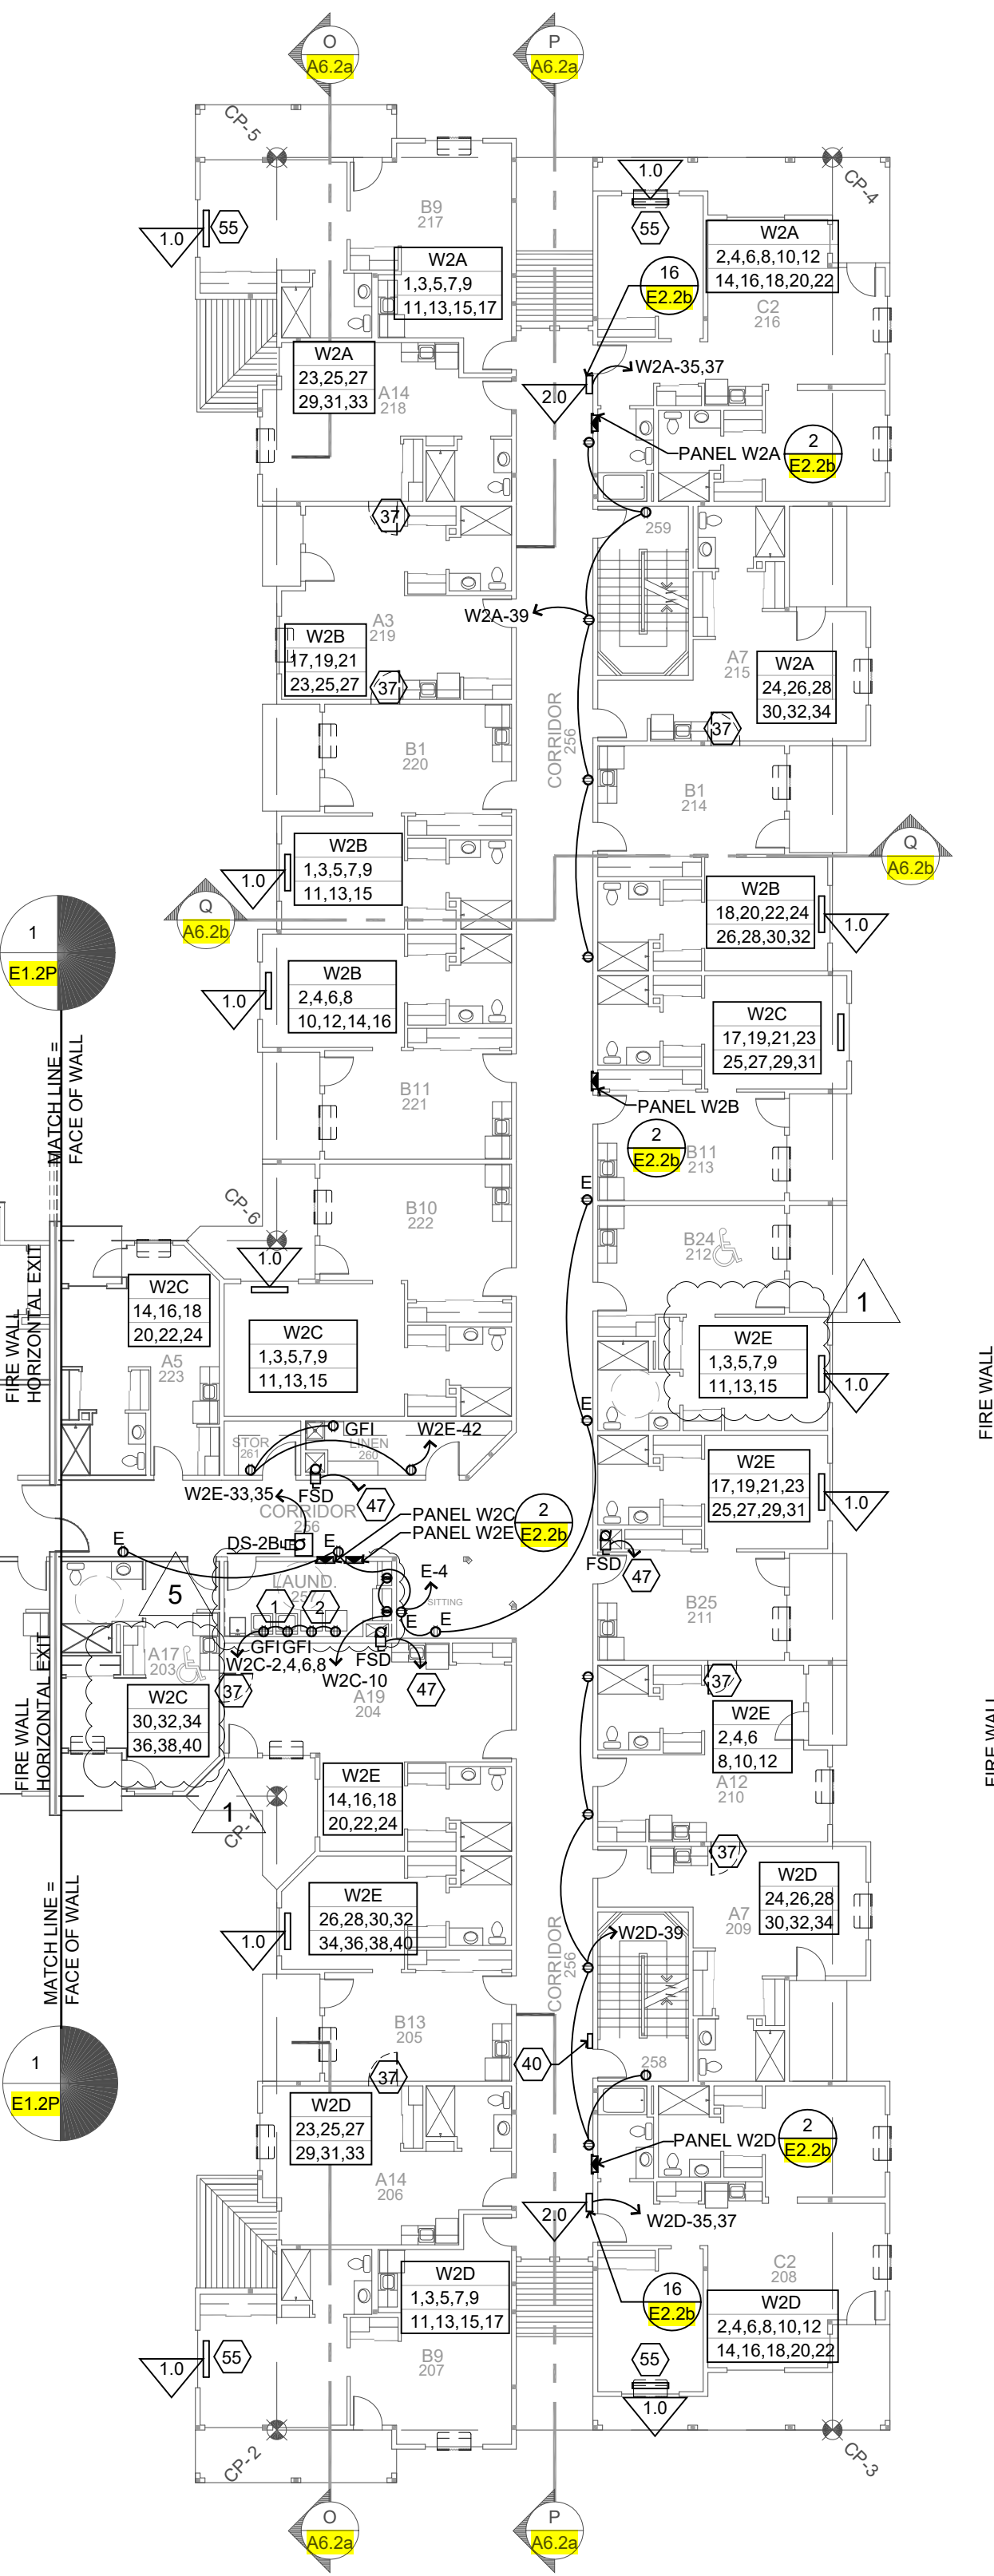 O
A6.2a
P
A6.2a
CP-5
CP-4
1.0
55
1.0
55
B9
217
W2A
1,3,5,7,9
11,13,15,17
W2A
2,4,6,8,10,12
14,16,18,20,22
C2
216
16
E2.2b
W2A
23,25,27
29,31,33
A14
218
W2A-35,37
2.0
PANEL W2A
2
E2.2b
37
259
W2A-39
A3
219
W2B
17,19,21
23,25,27
37
A7
215
W2A
24,26,28
30,32,34
37
CORRIDOR
256
B1
220
B1
214
Q
A6.2b
W2B
1,3,5,7,9
11,13,15
1.0
W2B
18,20,22,24
26,28,30,32
1.0
Q
A6.2b
1
E1.2P
W2B
2,4,6,8
10,12,14,16
1.0
W2C
17,19,21,23
25,27,29,31
MATCH LINE =
FACE OF WALL
B11
221
PANEL W2B
2
E2.2b
B11
213
E
CP-6
B10
222
B24
212
1.0
1
FIRE WALL
HORIZONTAL EXIT
W2C
14,16,18
20,22,24
A5
223
W2C
1,3,5,7,9
11,13,15
W2E
1,3,5,7,9
11,13,15
1.0
FIRE WALL
E
STOR
261
GFI
LINEN
260
W2E-42
W2E
17,19,21,23
25,27,29,31
1.0
W2E-33,35
FSD
47
CORRIDOR
256
PANEL W2C
PANEL W2E
2
E2.2b
DS-2B
E
E
FSD
47
5
LAUND.
257
E-4
SITTING
1
2
E
E
B25
211
GFI
GFI
FSD
W2C-2,4,6,8
W2C-10
47
A17
203
37
A19
204
W2C
30,32,34
36,38,40
FIRE WALL
HORIZONTAL EXIT
37
W2E
2,4,6
8,10,12
A12
210
FIRE WALL
W2E
14,16,18
20,22,24
1
CP-1
37
W2E
26,28,30,32
34,36,38,40
1.0
W2D
24,26,28
30,32,34
A7
209
MATCH LINE =
FACE OF WALL
CORRIDOR
256
W2D-39
B13
205
37
40
258
1
E1.2P
W2D
23,25,27
29,31,33
A14
206
PANEL W2D
2
E2.2b
2.0
W2D-35,37
C2
208
W2D
1,3,5,7,9
11,13,15,17
16
E2.2b
W2D
2,4,6,8,10,12
14,16,18,20,22
B9
207
55
1.0
55
1.0
CP-2
CP-3
O
A6.2a
P
A6.2a